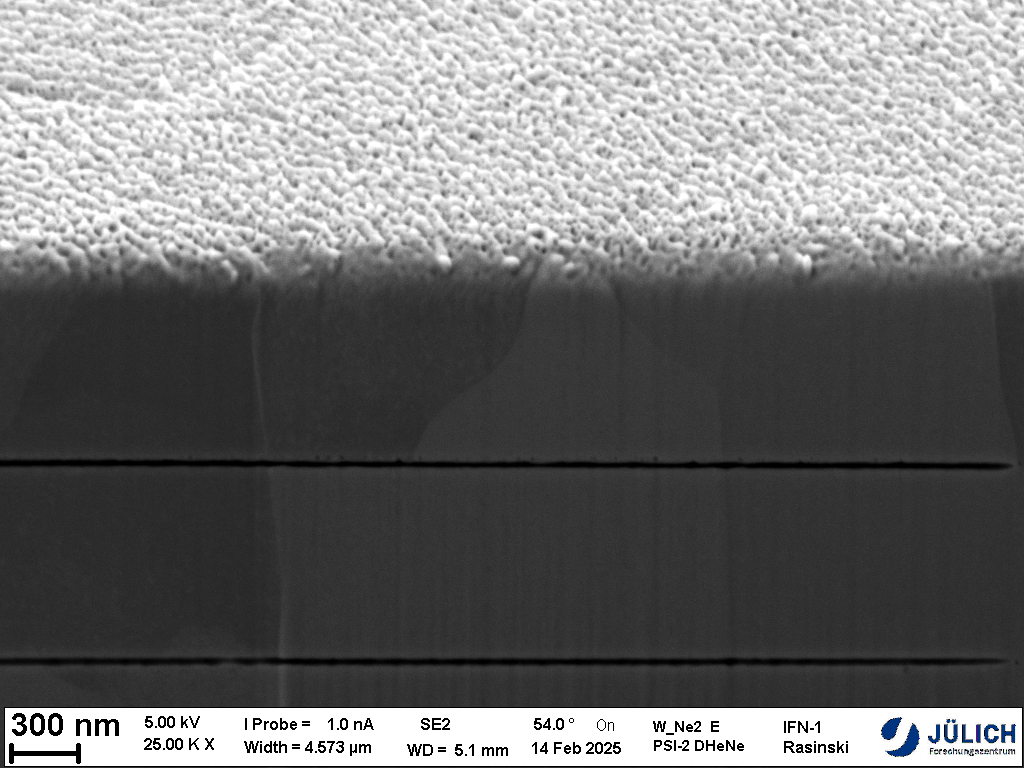 300 nm
5.00 kV
25.00 K X
I Probe = 1.0 nA
Width = 4.573 µm
SE2
WD = 5.1 mm
54.0 ° On
14 Feb 2025
W_Ne2 E
PSI-2 DHeNe
IFN-1
Rasinski
JÜLICH
Forschungszentrum